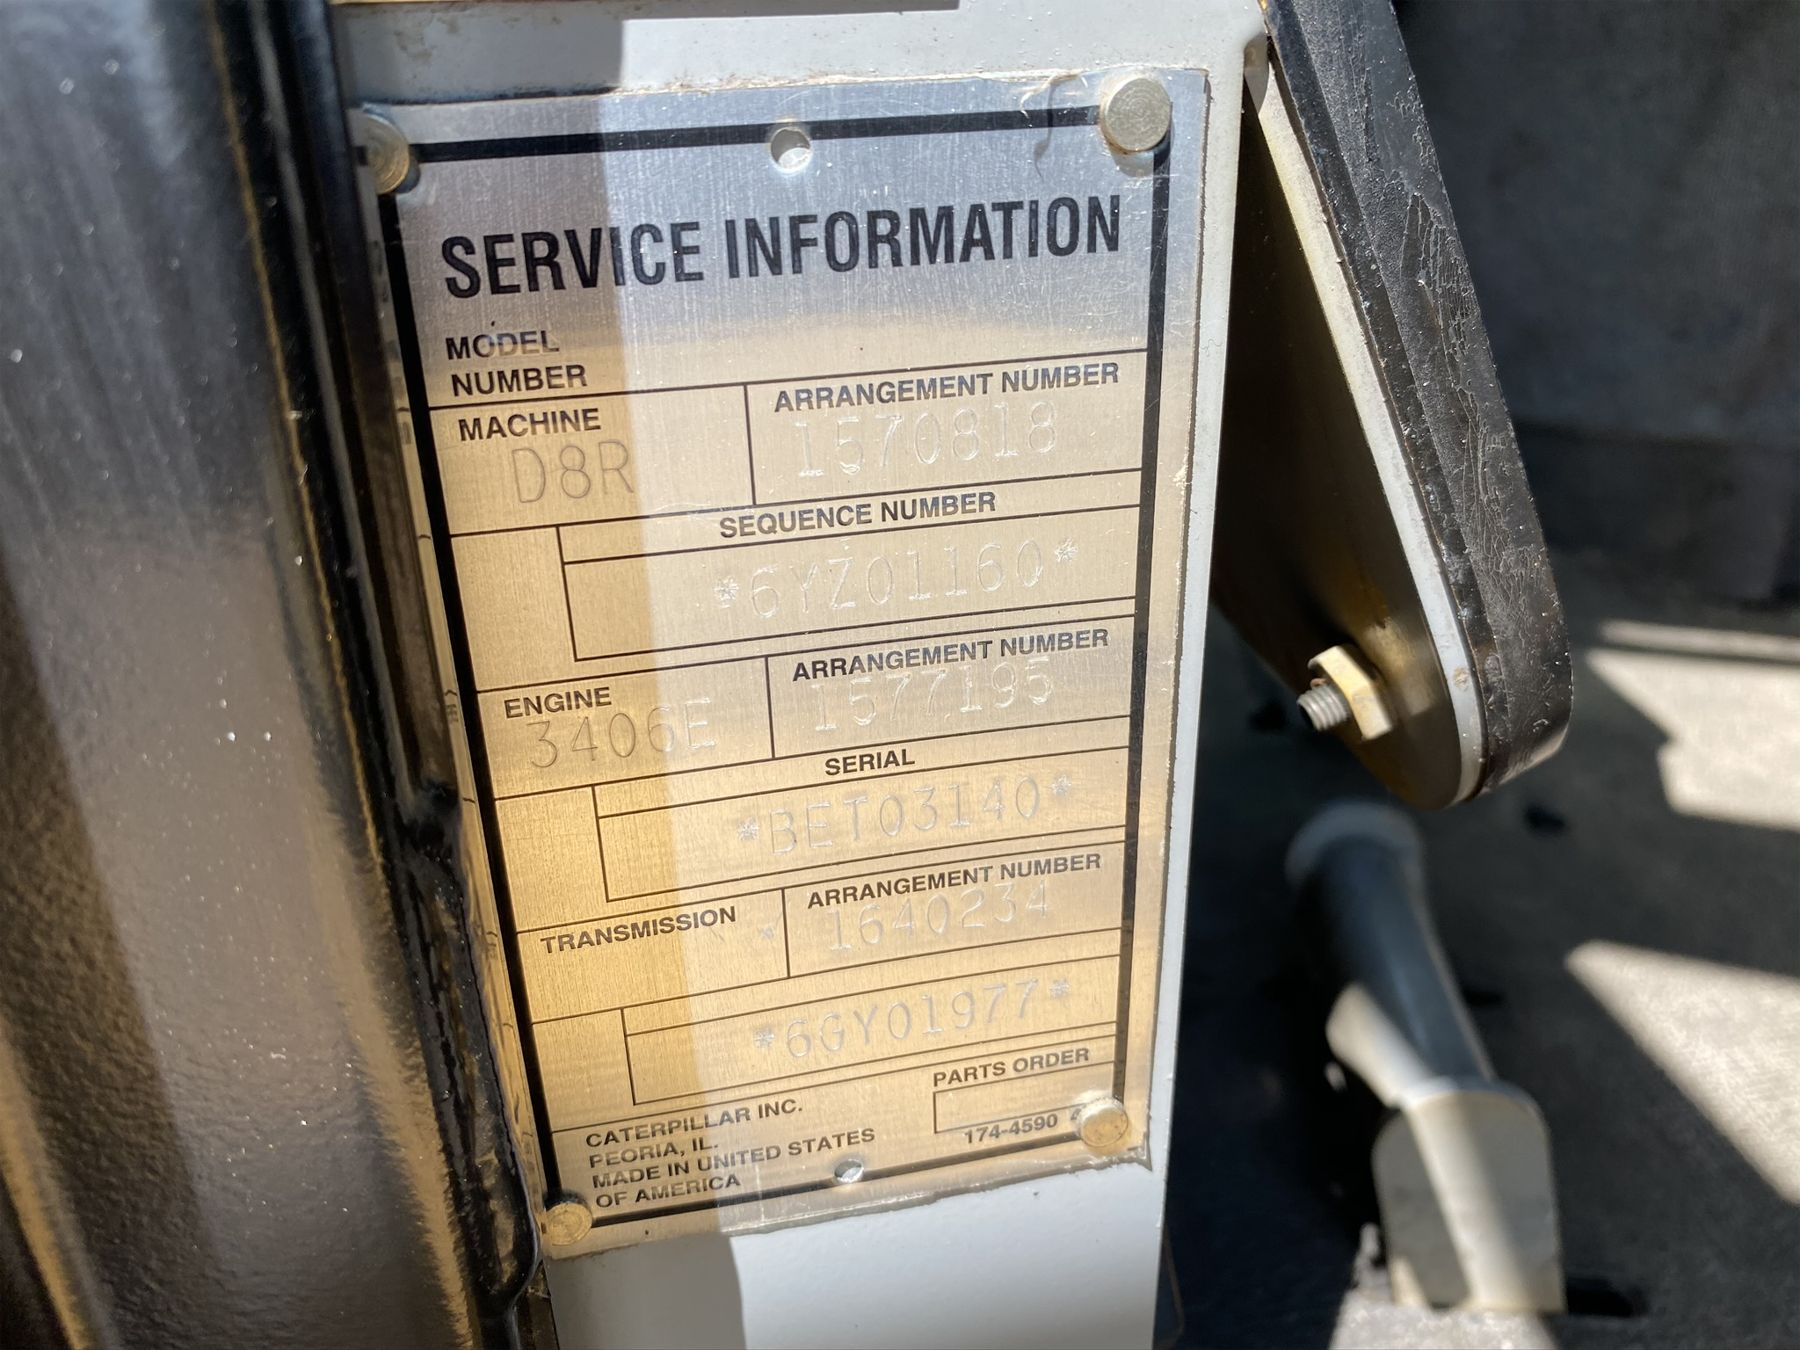 SERVICE INFORMATION
MODEL
NUMBER
MACHINE
D8R
ARRANGEMENT NUMBER
1570818
SEQUENCE NUMBER
*6YZ01160*
ENGINE
3406E
ARRANGEMENT NUMBER
1577195
SERIAL
*BET03140*
TRANSMISSION
*
ARRANGEMENT NUMBER
1640234
*6GY01977*
CATERPILLAR INC.
PEORIA, IL.
MADE IN UNITED STATES
OF AMERICA
PARTS ORDER
174-4590